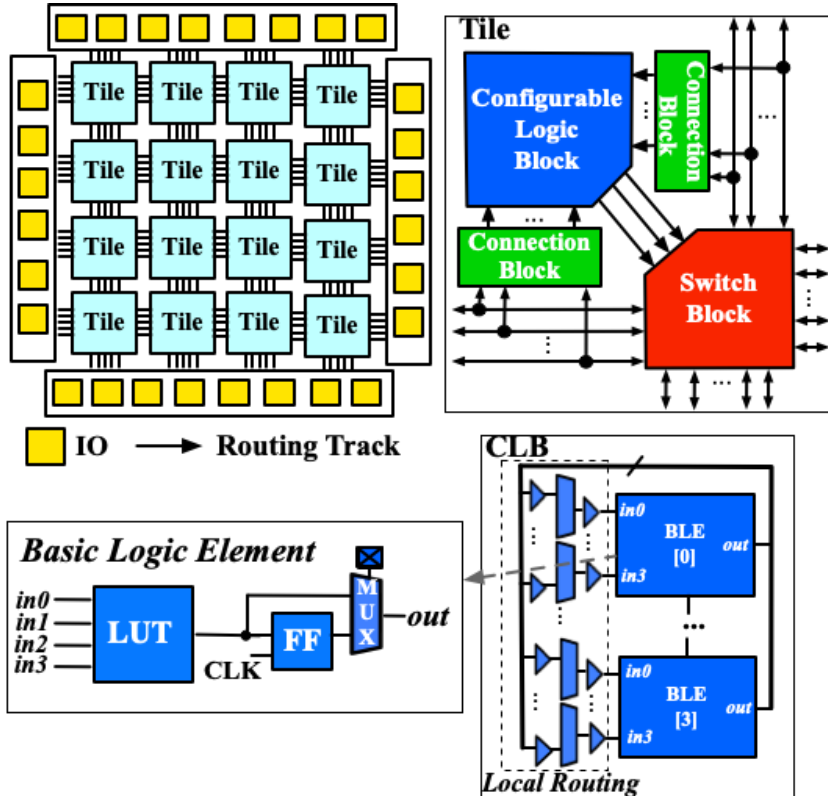 Tile Tile Tile Tile
Tile Tile Tile Tile
Tile Tile Tile Tile
Tile Tile Tile Tile
IO
Routing Track
Tile
Configurable
Logic
Block
Connection
Block
Connection
Block
Switch
Block
...
...
...
...
...
...
Basic Logic Element
in0
in1
in2
in3
LUT
CLK
FF
MUX
out
CLB
in0
BLE
[0]
out
in3
...
in0
BLE
[3]
out
in3
...
...
...
...
...
Local Routing